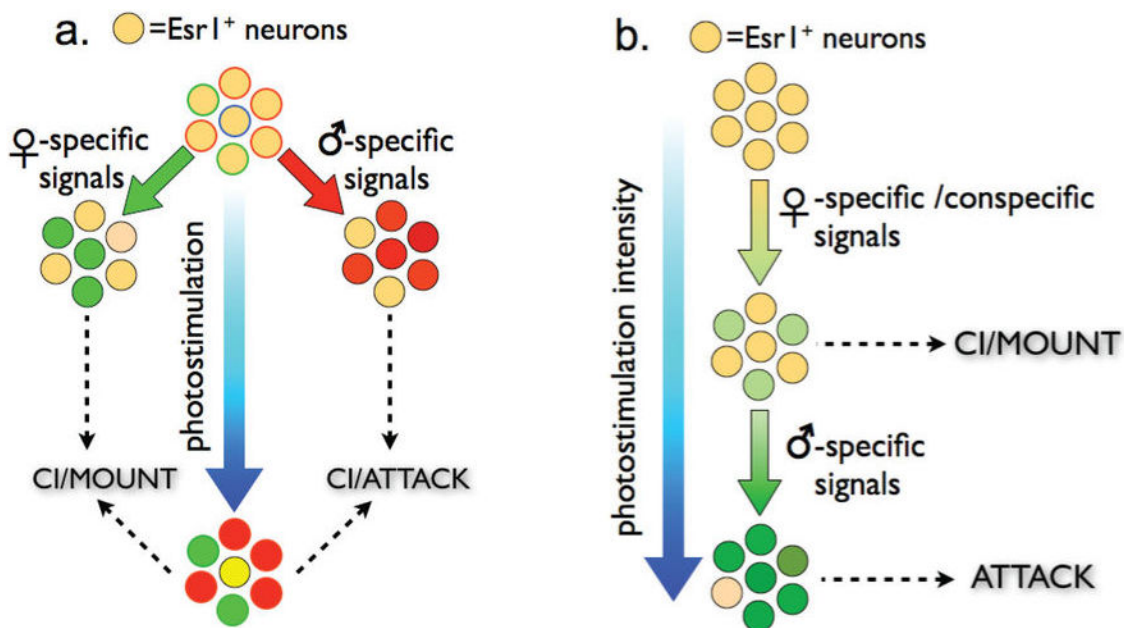 a. =Esr1⁺ neurons
♀-specific
signals
♂-specific
signals
photostimulation
CI/MOUNT
CI/ATTACK
b. =Esr1⁺ neurons
photostimulation intensity
♀-specific /conspecific
signals
CI/MOUNT
♂-specific
signals
ATTACK